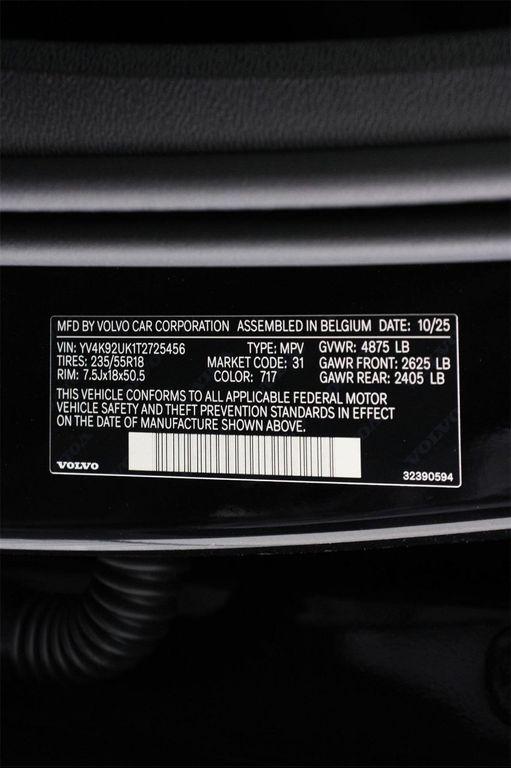 MFD BY VOLVO CAR CORPORATION ASSEMBLED IN BELGIUM DATE: 10/25
VIN: YV4K92UK1T2725456 TYPE: MPV GVWR: 4875 LB
TIRES: 235/55R18 MARKET CODE: 31 GAWR FRONT: 2625 LB
RIM: 7.5Jx18x50.5 COLOR: 717 GAWR REAR: 2405 LB
THIS VEHICLE CONFORMS TO ALL APPLICABLE FEDERAL MOTOR
VEHICLE SAFETY AND THEFT PREVENTION STANDARDS IN EFFECT
ON THE DATE OF MANUFACTURE SHOWN ABOVE.
VOLVO 32390594